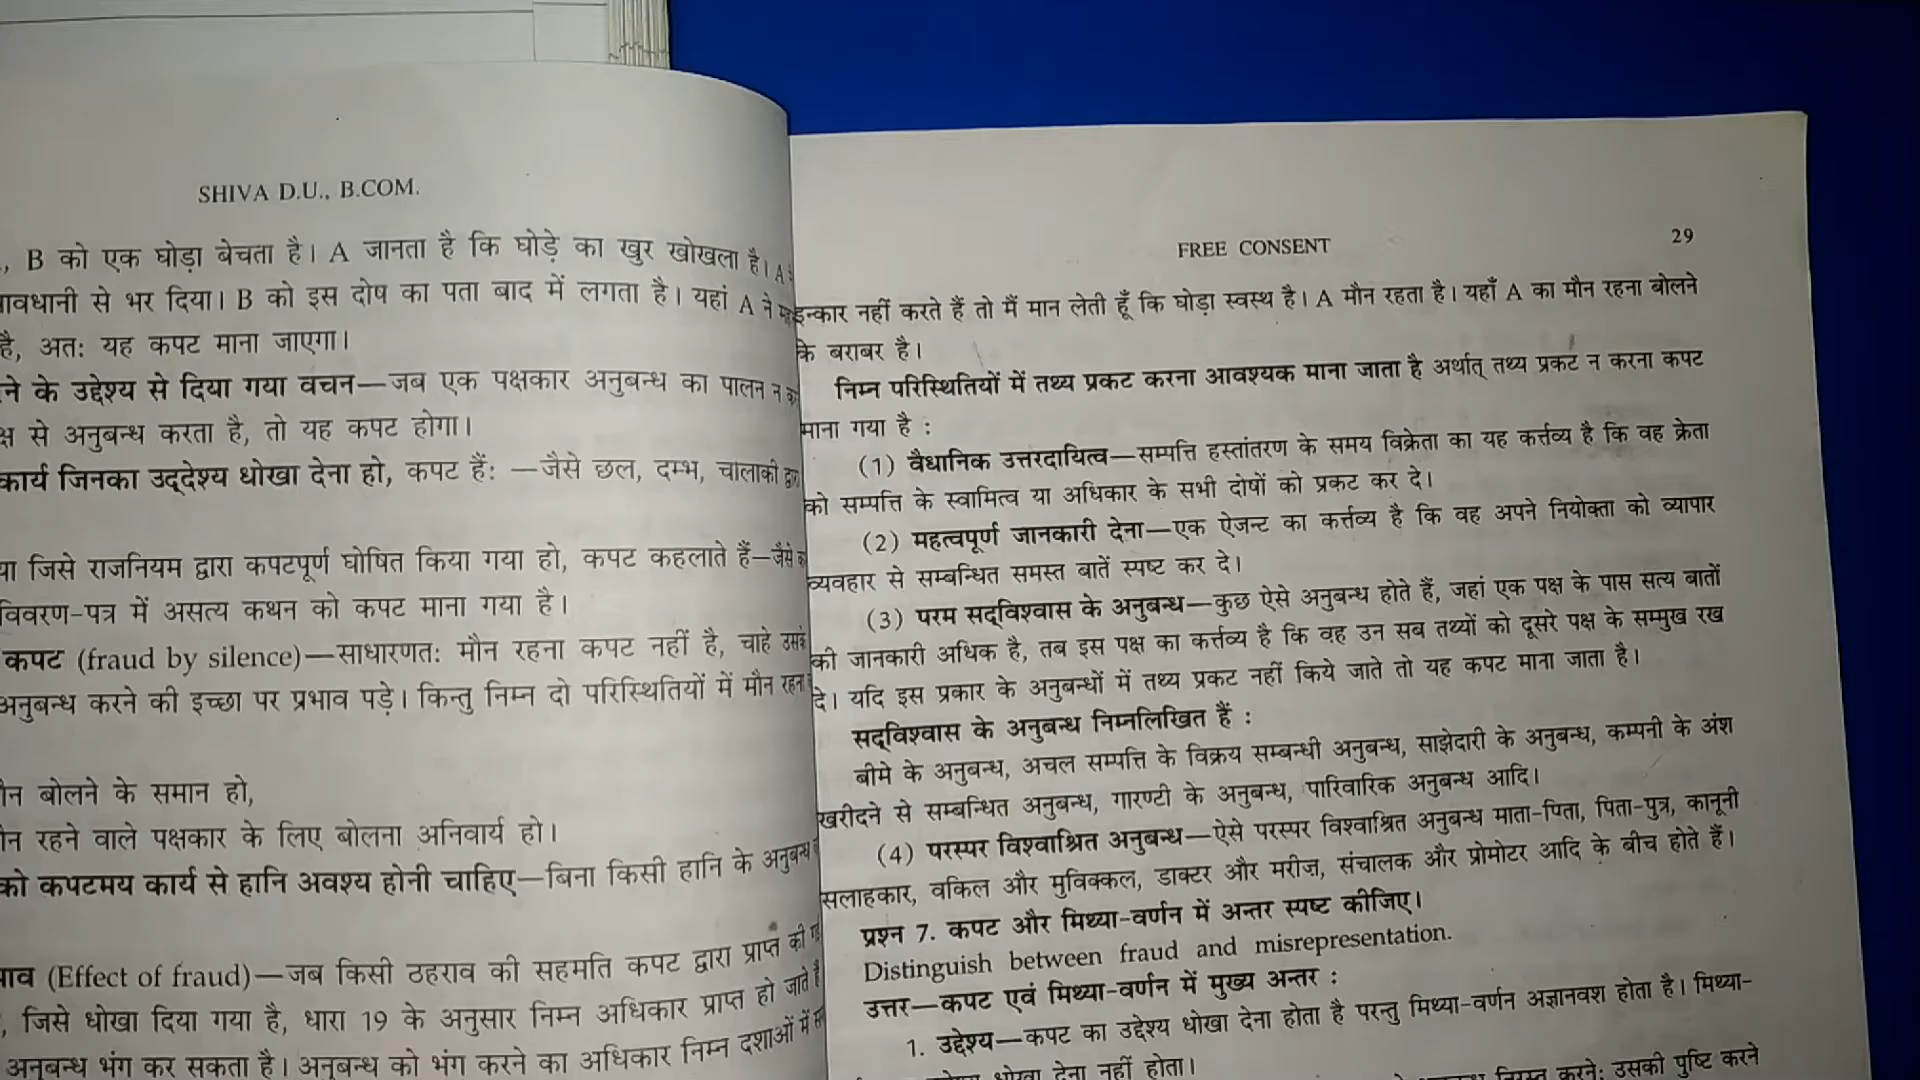 SHIVA D.U., B.COM.
, B को एक घोड़ा बेचता है। A जानता है कि घोड़े का खुर खोखला है। A
ावधानी से भर दिया। B को इस दोष का पता बाद में लगता है। यहां A ने
है, अतः यह कपट माना जाएगा।
ने के उद्देश्य से दिया गया वचन—जब एक पक्षकार अनुबन्ध का पालन न
क्ष से अनुबन्ध करता है, तो यह कपट होगा।
कार्य जिनका उद्देश्य धोखा देना हो, कपट हैं: —जैसे छल, दम्भ, चालाकी द्वा
या जिसे राजनियम द्वारा कपटपूर्ण घोषित किया गया हो, कपट कहलाते हैं—जैसे
विवरण-पत्र में असत्य कथन को कपट माना गया है।
कपट (fraud by silence)—साधारणतः मौन रहना कपट नहीं है, चाहे उसके
अनुबन्ध करने की इच्छा पर प्रभाव पड़े। किन्तु निम्न दो परिस्थितियों में मौन रहन
ौन बोलने के समान हो,
ौन रहने वाले पक्षकार के लिए बोलना अनिवार्य हो।
को कपटमय कार्य से हानि अवश्य होनी चाहिए—बिना किसी हानि के अनुबन्ध
भाव (Effect of fraud)—जब किसी ठहराव की सहमति कपट द्वारा प्राप्त की
, जिसे धोखा दिया गया है, धारा 19 के अनुसार निम्न अधिकार प्राप्त हो जाते
अनुबन्ध भंग कर सकता है। अनुबन्ध को भंग करने का अधिकार निम्न दशाओं में
FREE CONSENT 29
इन्कार नहीं करते हैं तो मैं मान लेती हूँ कि घोड़ा स्वस्थ है। A मौन रहता है। यहाँ A का मौन रहना बोलने
के बराबर है।
निम्न परिस्थितियों में तथ्य प्रकट करना आवश्यक माना जाता है अर्थात् तथ्य प्रकट न करना कपट
माना गया है :
(1) वैधानिक उत्तरदायित्व—सम्पत्ति हस्तांतरण के समय विक्रेता का यह कर्त्तव्य है कि वह क्रेता
को सम्पत्ति के स्वामित्व या अधिकार के सभी दोषों को प्रकट कर दे।
(2) महत्वपूर्ण जानकारी देना—एक ऐजन्ट का कर्त्तव्य है कि वह अपने नियोक्ता को व्यापार
व्यवहार से सम्बन्धित समस्त बातें स्पष्ट कर दे।
(3) परम सद्विश्वास के अनुबन्ध—कुछ ऐसे अनुबन्ध होते हैं, जहां एक पक्ष के पास सत्य बातों
की जानकारी अधिक है, तब इस पक्ष का कर्त्तव्य है कि वह उन सब तथ्यों को दूसरे पक्ष के सम्मुख रख
दे। यदि इस प्रकार के अनुबन्धों में तथ्य प्रकट नहीं किये जाते तो यह कपट माना जाता है।
सद्विश्वास के अनुबन्ध निम्नलिखित हैं :
बीमे के अनुबन्ध, अचल सम्पत्ति के विक्रय सम्बन्धी अनुबन्ध, साझेदारी के अनुबन्ध, कम्पनी के अंश
खरीदने से सम्बन्धित अनुबन्ध, गारण्टी के अनुबन्ध, पारिवारिक अनुबन्ध आदि।
(4) परस्पर विश्वाश्रित अनुबन्ध—ऐसे परस्पर विश्वाश्रित अनुबन्ध माता-पिता, पिता-पुत्र, कानूनी
सलाहकार, वकिल और मुविक्कल, डाक्टर और मरीज़, संचालक और प्रोमोटर आदि के बीच होते हैं।
प्रश्न 7. कपट और मिथ्या-वर्णन में अन्तर स्पष्ट कीजिए।
Distinguish between fraud and misrepresentation.
उत्तर—कपट एवं मिथ्या-वर्णन में मुख्य अन्तर :
1. उद्देश्य—कपट का उद्देश्य धोखा देना होता है परन्तु मिथ्या-वर्णन अज्ञानवश होता है। मिथ्या-
धोखा देना नहीं होता।
निरस्त करने; उसकी पुष्टि करने